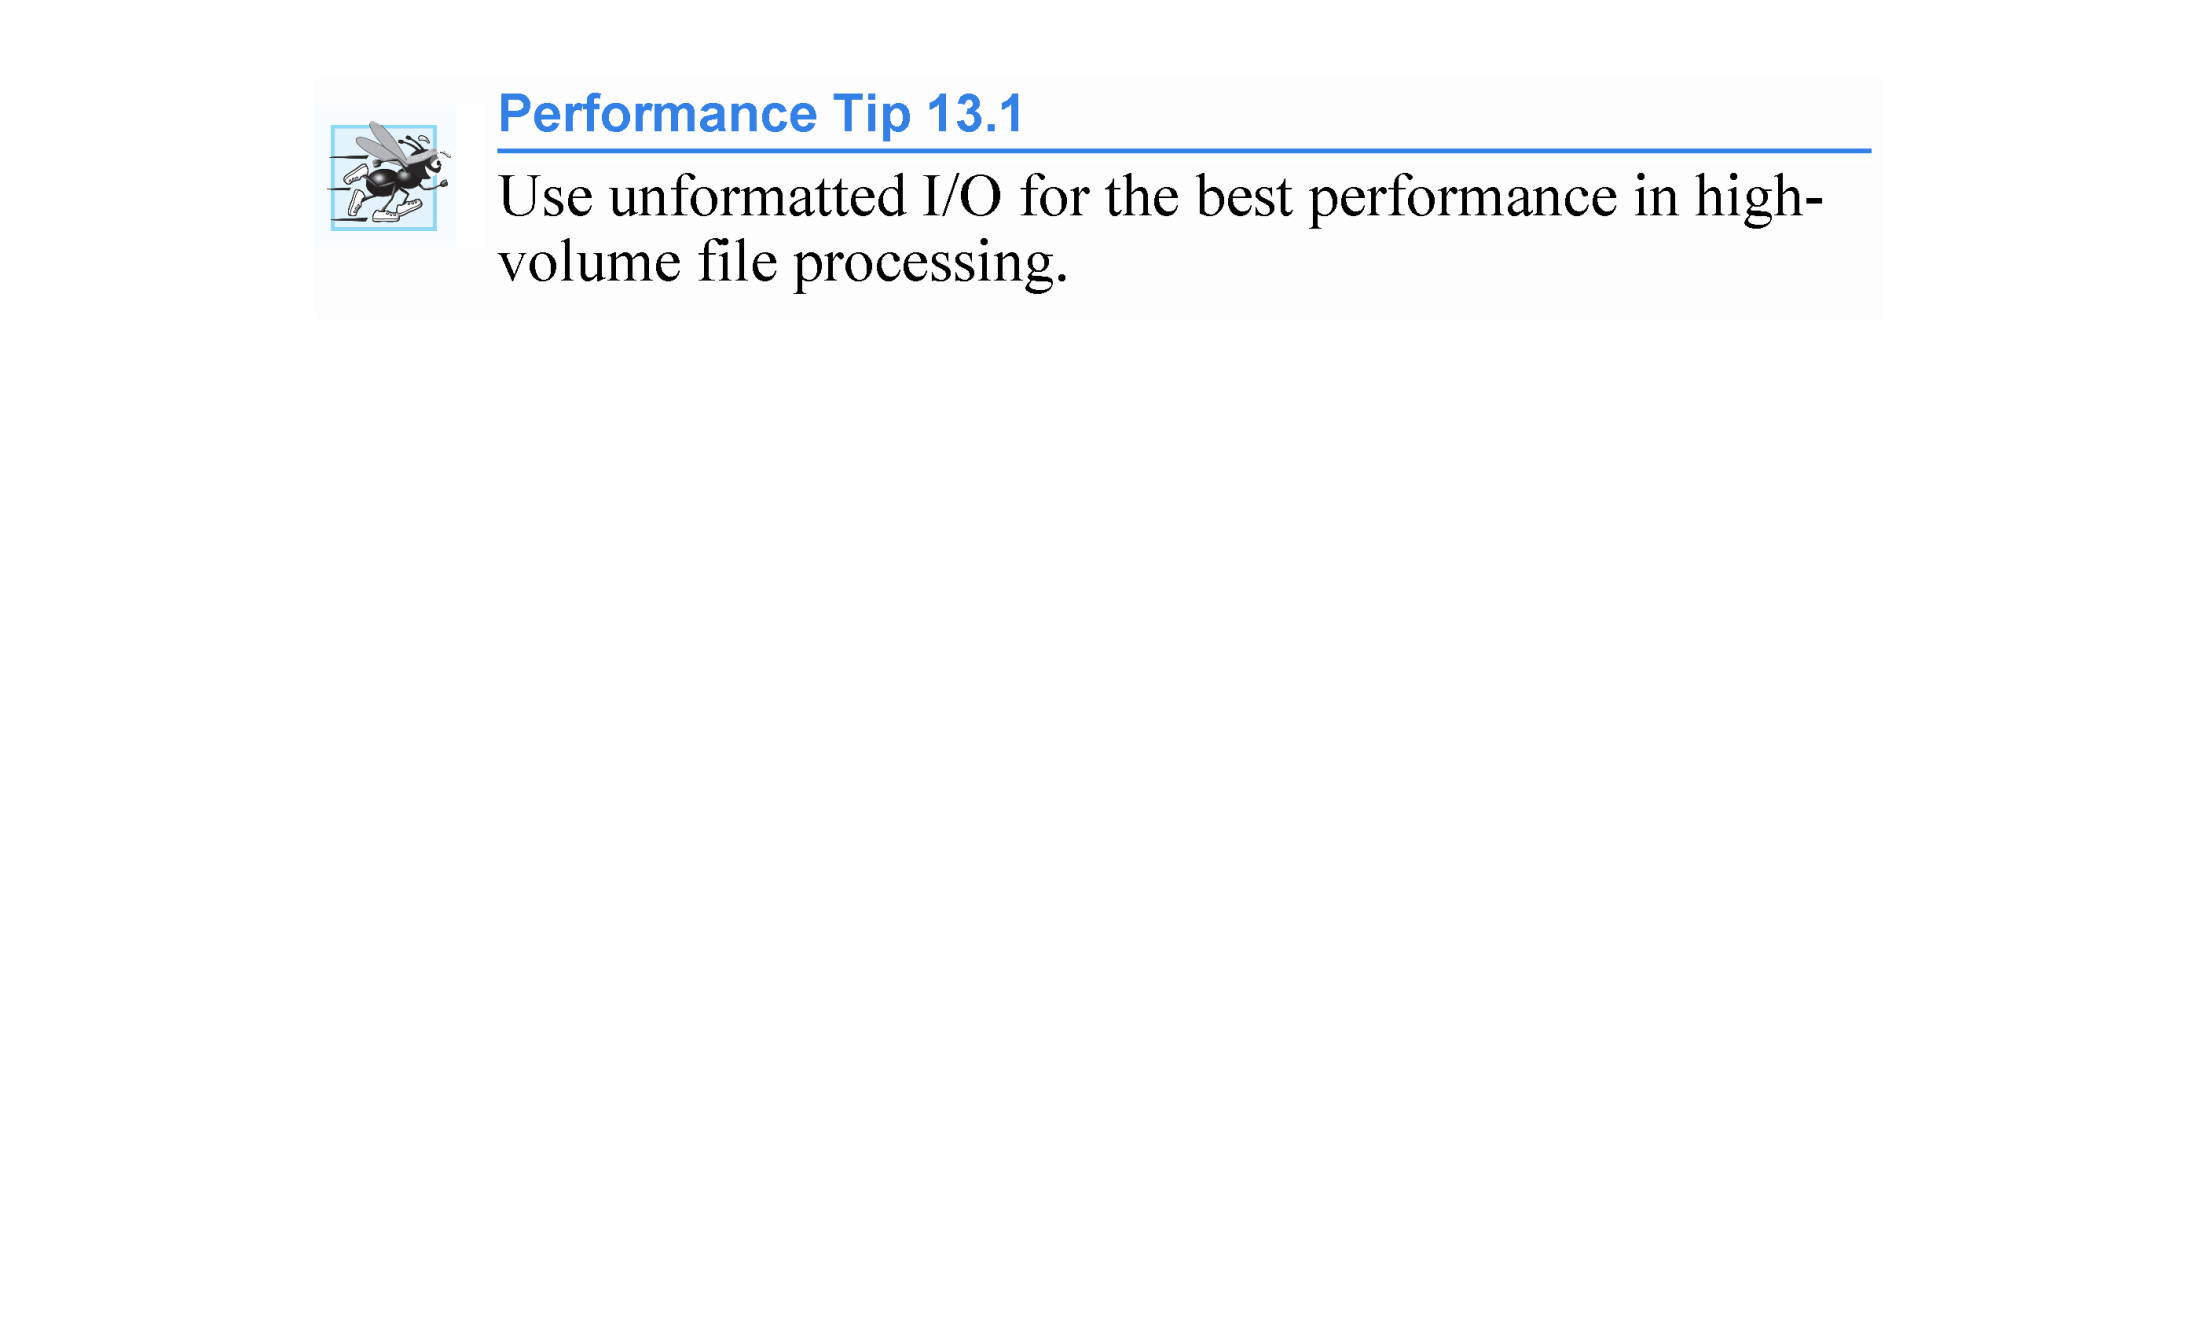 Performance Tip 13.1
Use unformatted I/O for the best performance in high-
volume file processing.